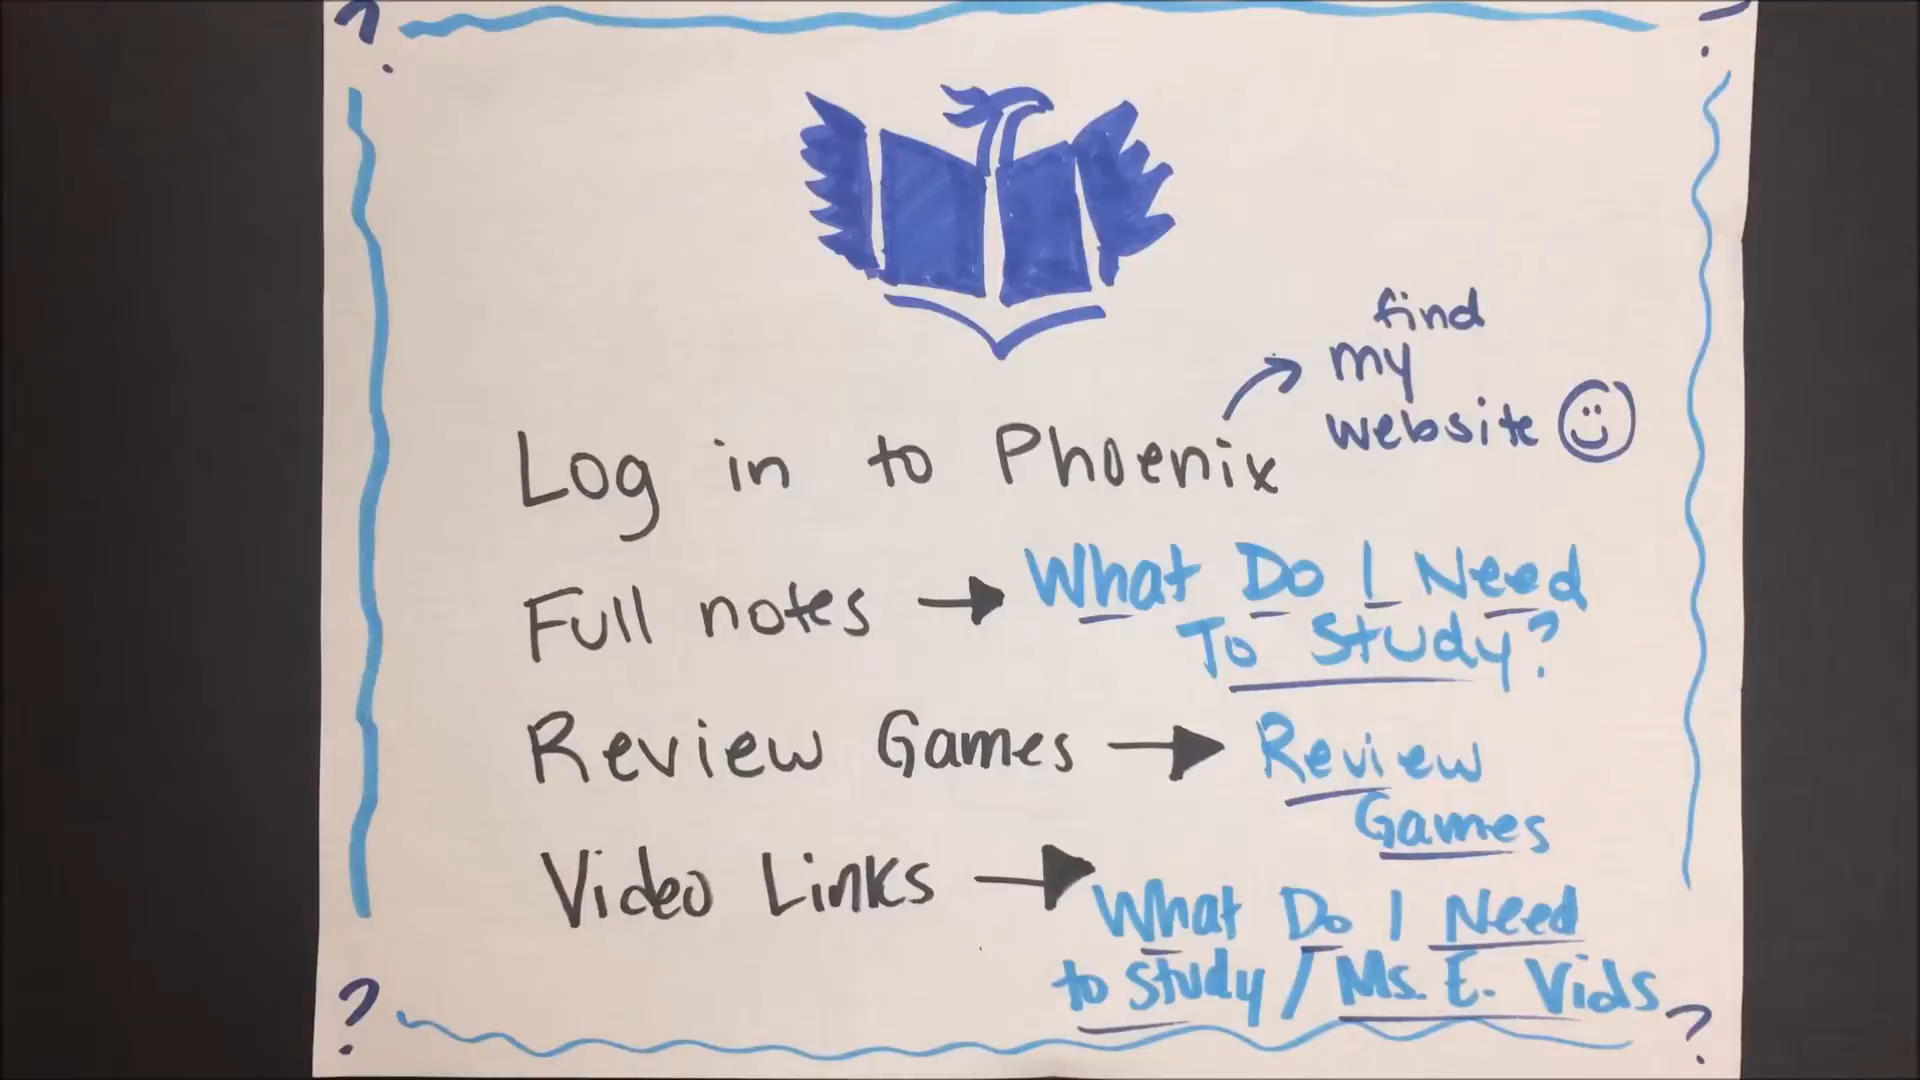 ? ?
find
my
website
Log in to Phoenix
Full notes → What Do I Need
To Study?
Review Games → Review
Games
Video Links → What Do I Need
to study / Ms. E. Vids
? ?